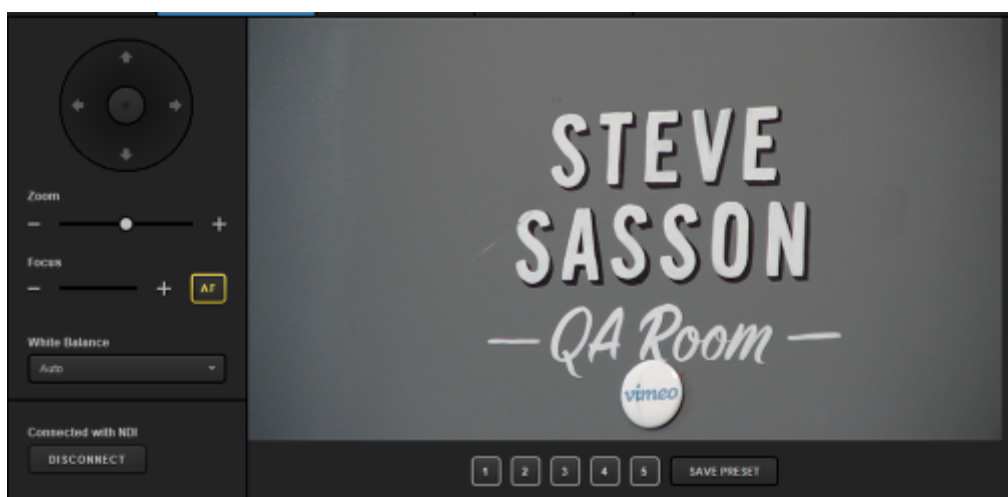 Zoom
Focus
AF
White Balance
Auto
Connected with NDI
DISCONNECT
STEVE
SASSON
— QA Room —
vimeo
1 2 3 4 5 SAVE PRESET